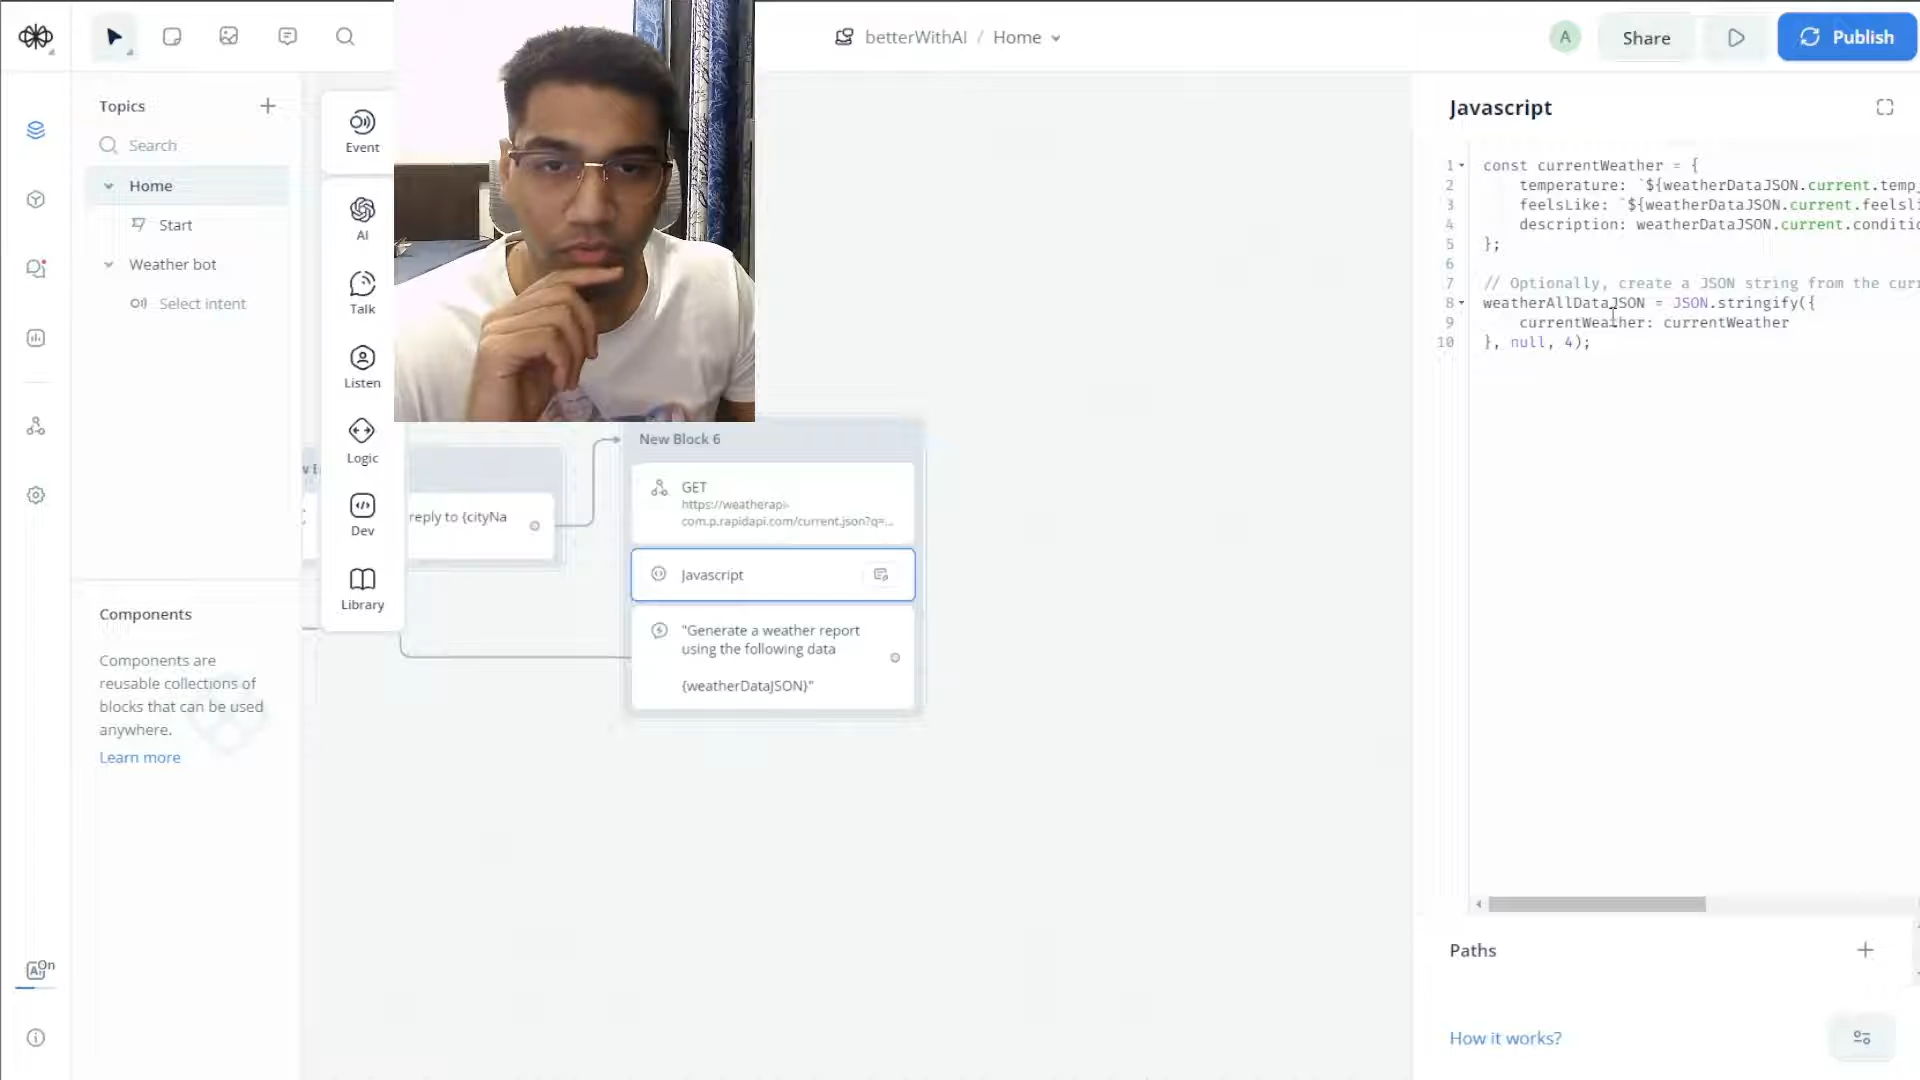 betterWithAI / Home
A
Share
Publish
Topics
Search
Home
Start
Weather bot
Select intent
Components
Components are
reusable collections of
blocks that can be used
anywhere.
Learn more
On
Event
AI
Talk
Listen
Logic
Dev
Library
reply to {cityNa
New Block 6
GET
https://weatherapi-
com.p.rapidapi.com/current.json?q=...
Javascript
"Generate a weather report
using the following data
{weatherDataJSON}"
Javascript
1 const currentWeather = {
2 temperature: `${weatherDataJSON.current.temp_
3 feelsLike: `${weatherDataJSON.current.feelsli
4 description: weatherDataJSON.current.conditio
5 };
6
7 // Optionally, create a JSON string from the curr
8 weatherAllDataJSON = JSON.stringify({
9 currentWeather: currentWeather
10 }, null, 4);
Paths
How it works?